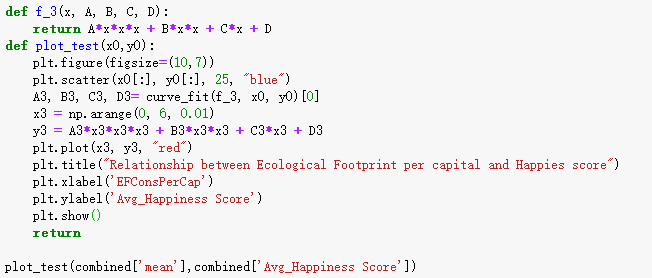 def f_3(x, A, B, C, D):
    return A*x*x*x + B*x*x + C*x + D
def plot_test(x0,y0):
    plt.figure(figsize=(10,7))
    plt.scatter(x0[:], y0[:], 25, "blue")
    A3, B3, C3, D3= curve_fit(f_3, x0, y0)[0]
    x3 = np.arange(0, 6, 0.01)
    y3 = A3*x3*x3*x3 + B3*x3*x3 + C3*x3 + D3
    plt.plot(x3, y3, "red")
    plt.title("Relationship between Ecological Footprint per capital and Happies score")
    plt.xlabel('EFConsPerCap')
    plt.ylabel('Avg_Happiness Score')
    plt.show()
    return
plot_test(combined['mean'],combined['Avg_Happiness Score'])